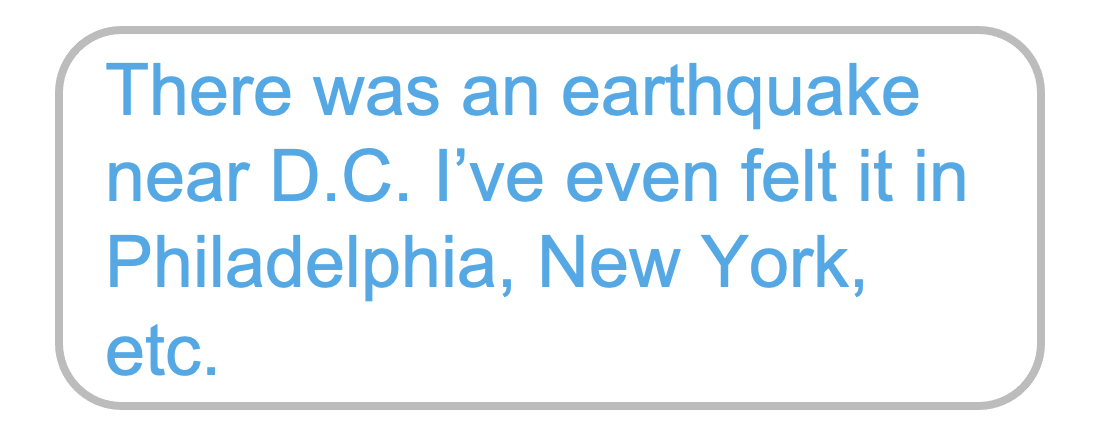 There was an earthquake
near D.C. I’ve even felt it in
Philadelphia, New York,
etc.